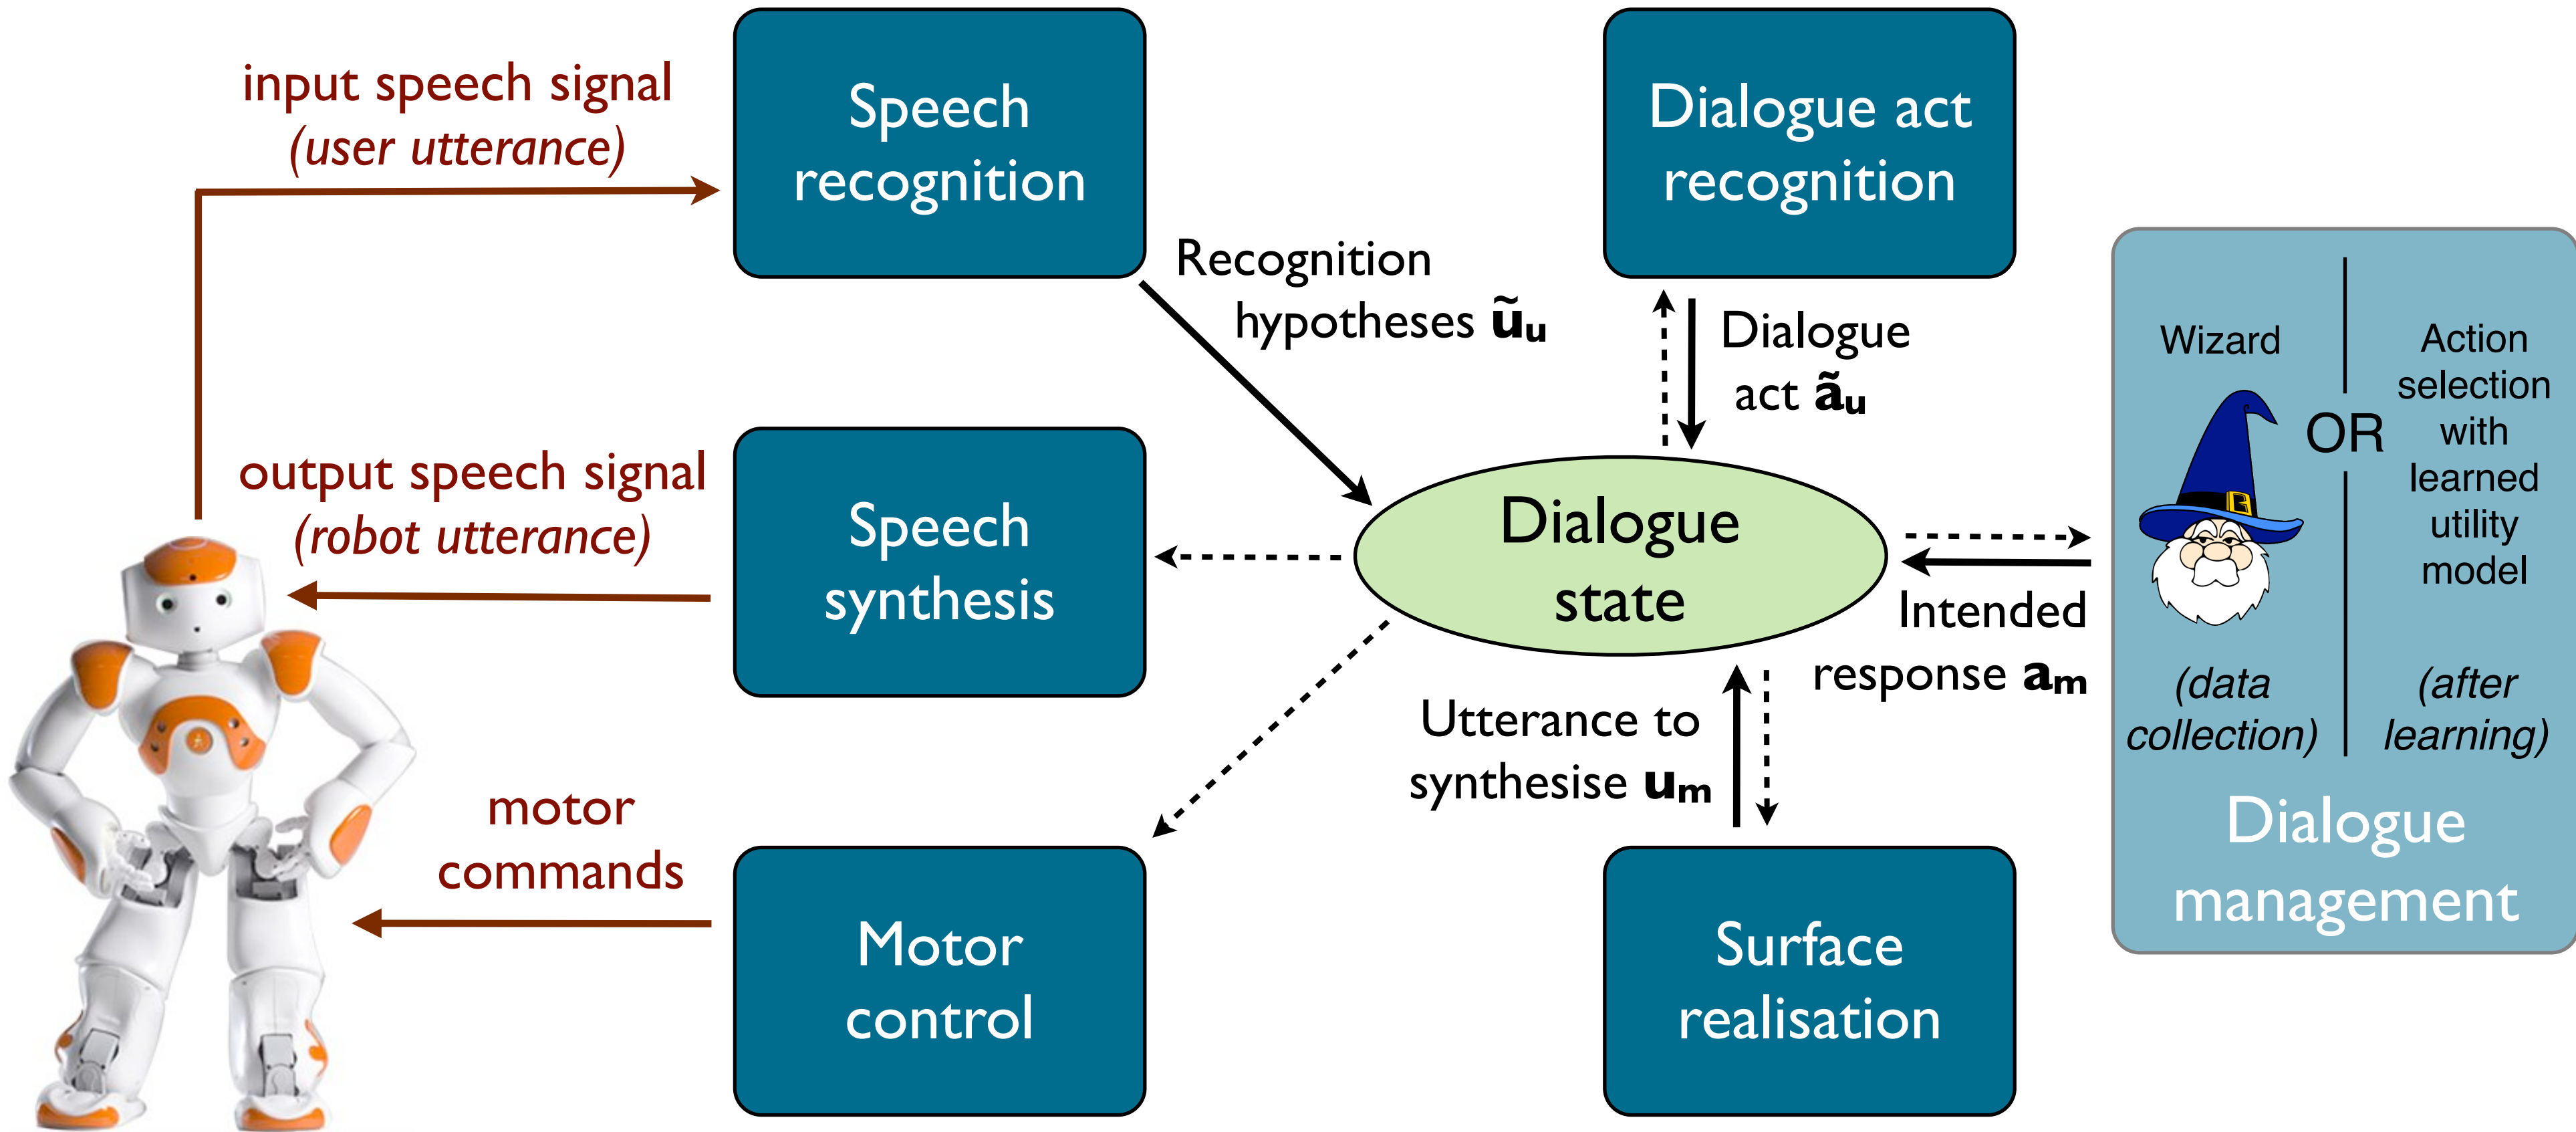 input speech signal
(user utterance)
Speech
recognition
Dialogue act
recognition
Recognition
hypotheses ũu
Dialogue
act ãu
output speech signal
(robot utterance)
Speech
synthesis
Dialogue
state
Wizard
OR
Action
selection
with
learned
utility
model
(data
collection)
(after
learning)
Dialogue
management
Intended
response am
Utterance to
synthesise um
motor
commands
Motor
control
Surface
realisation